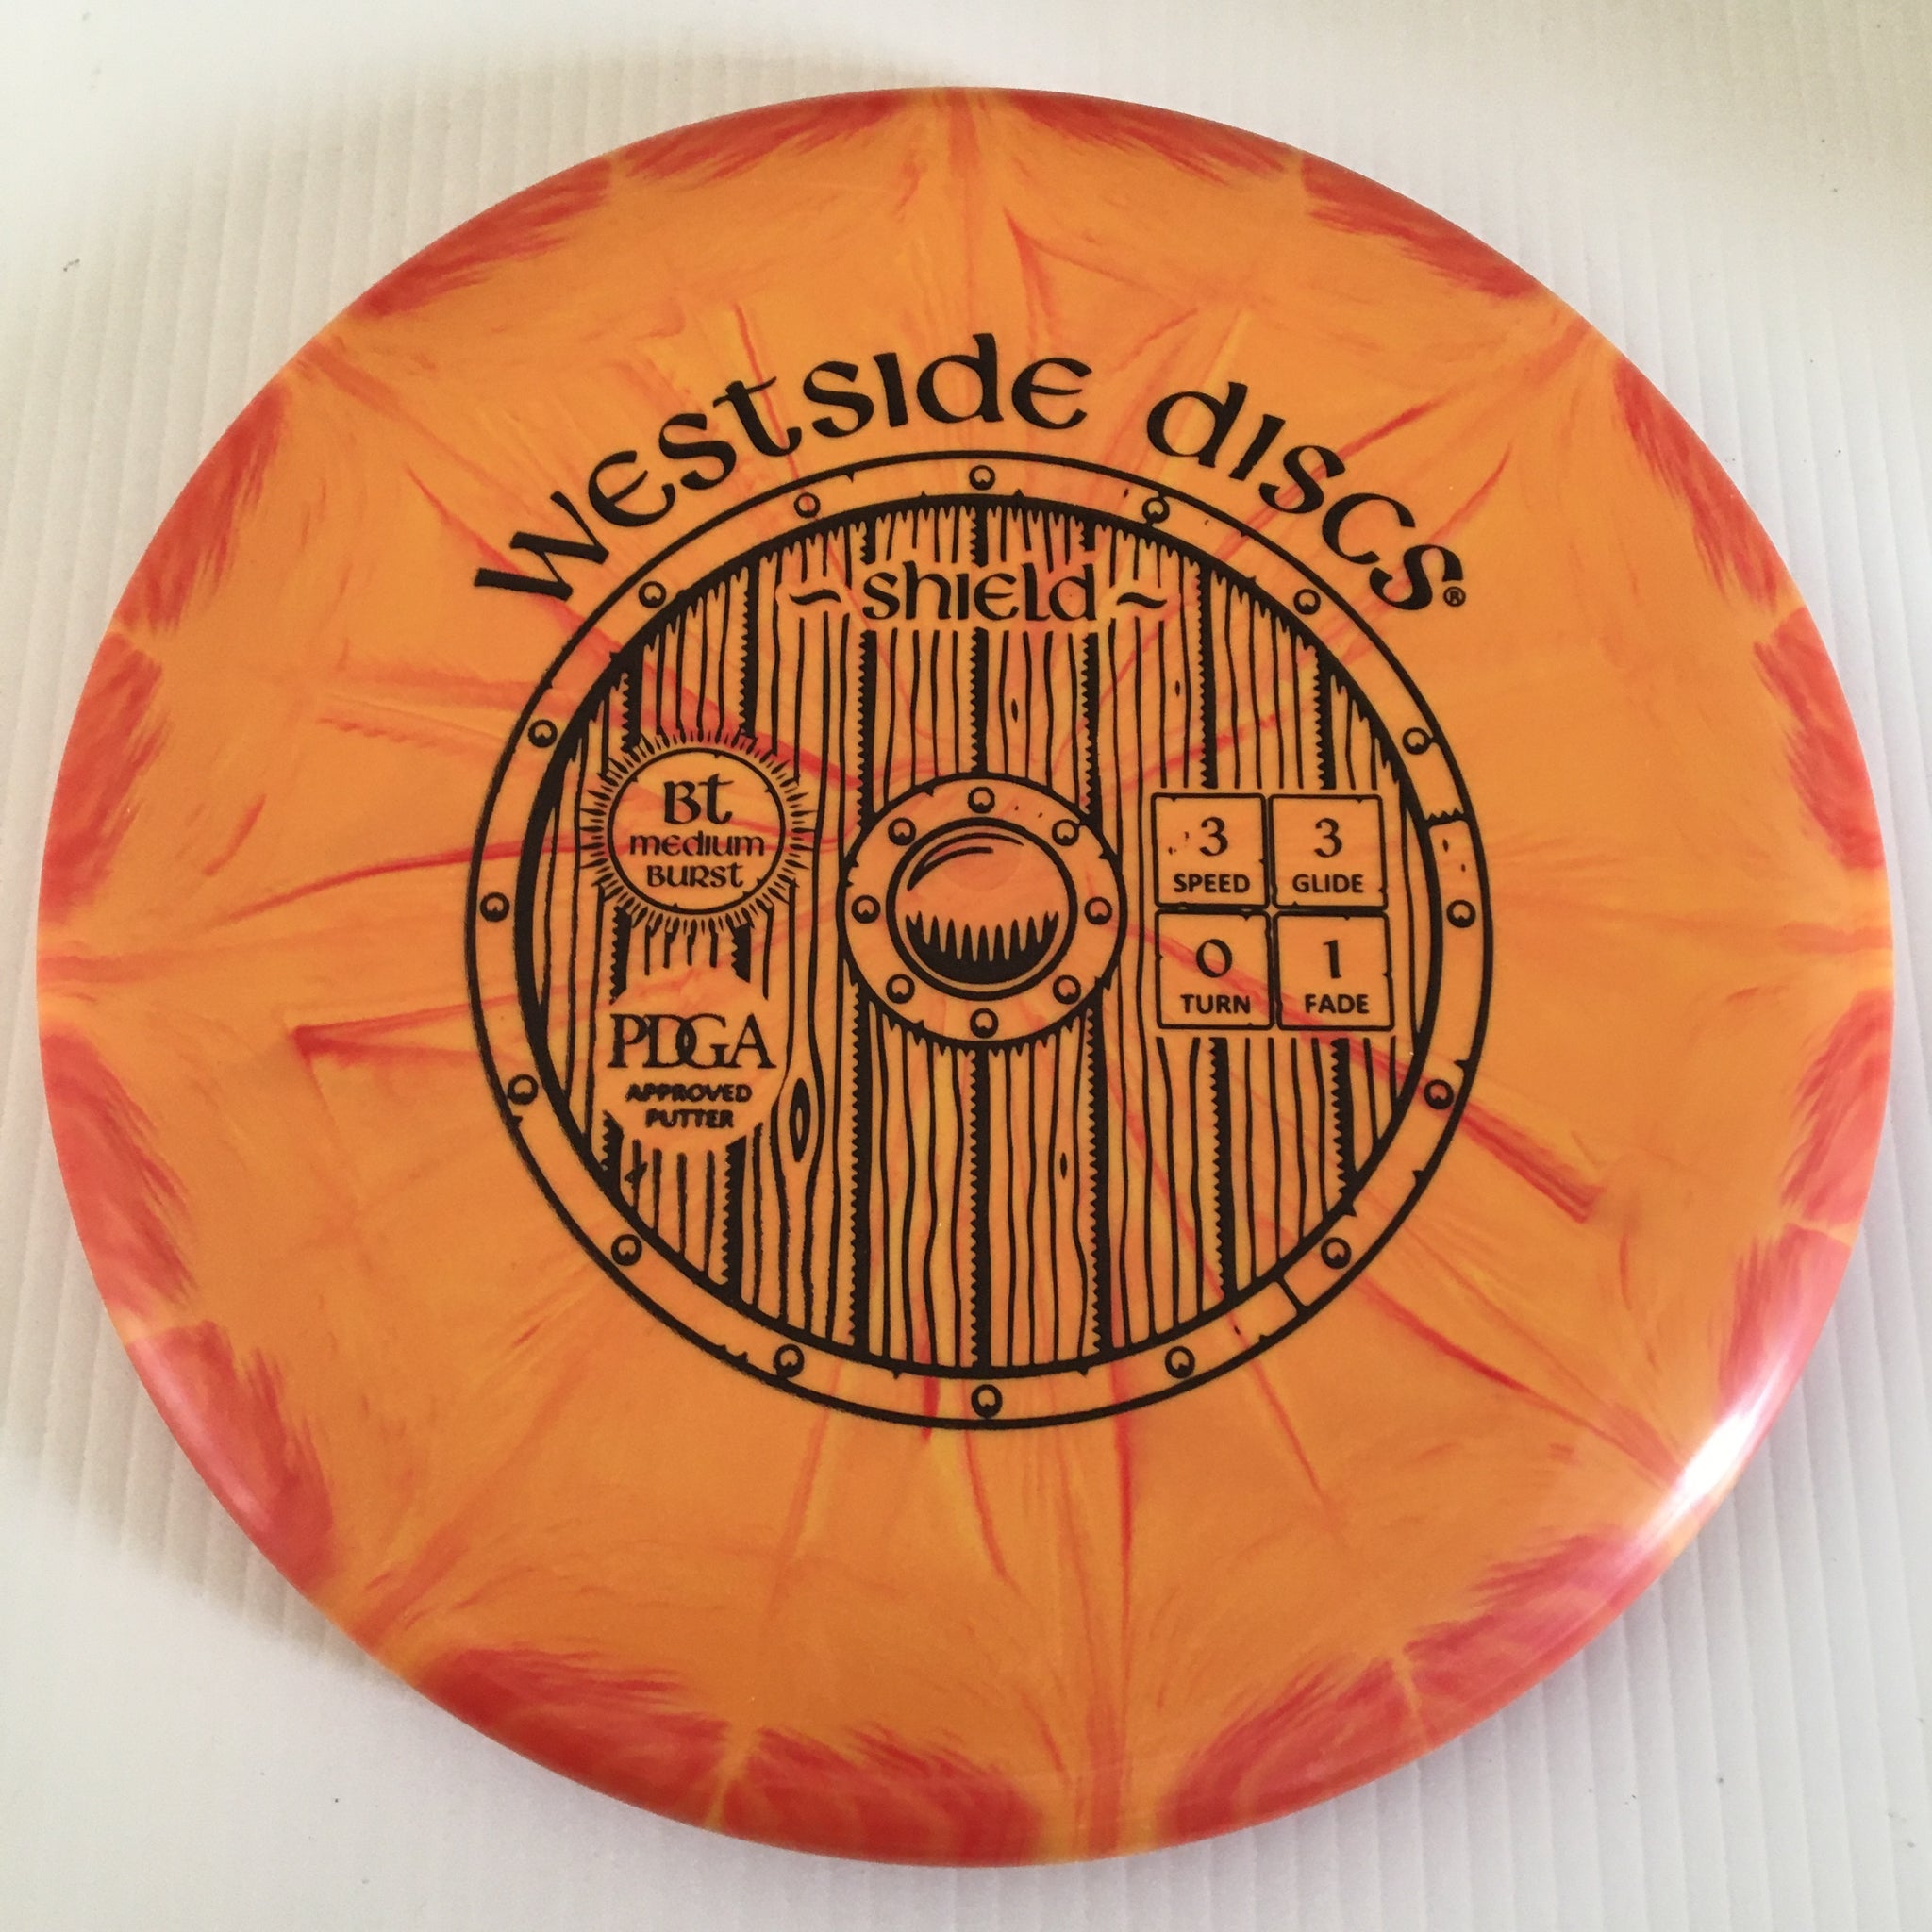 Westside Discs®
~ Shield ~
BT
Medium
Burst
3
SPEED
3
GLIDE
0
TURN
1
FADE
PDGA
APPROVED
PUTTER